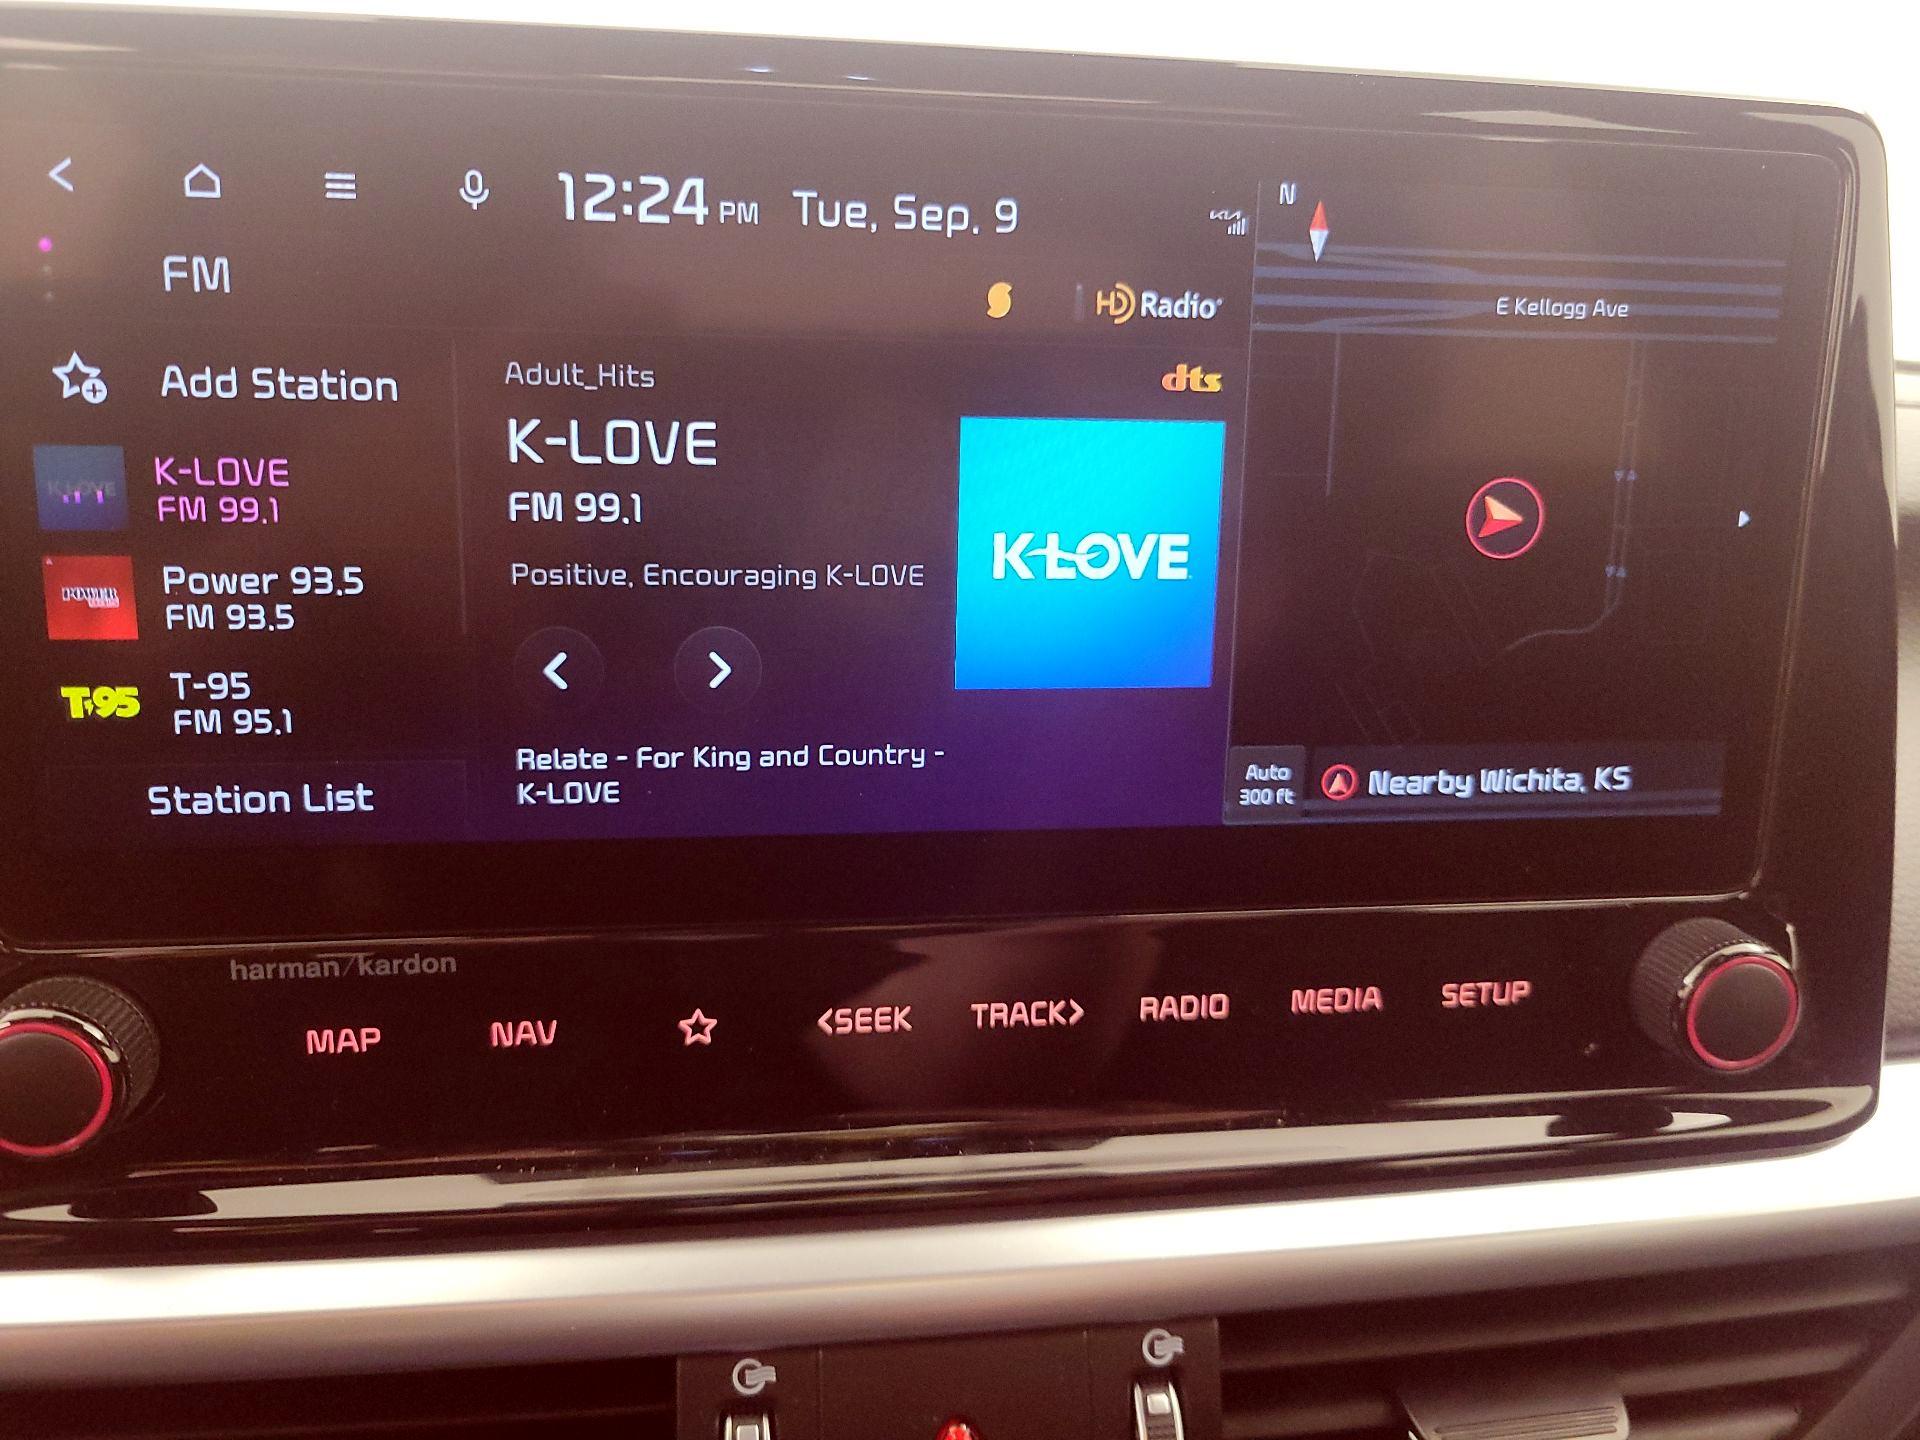 12:24 PM Tue, Sep. 9
KIA
N
FM
HD Radio
E Kellogg Ave
Add Station
Adult_Hits
dts
K-LOVE
FM 99.1
Positive, Encouraging K-LOVE
K-LOVE
K-LOVE
K-LOVE
FM 99.1
POWER
Power 93.5
FM 93.5
T-95
T-95
FM 95.1
Station List
Relate - For King and Country -
K-LOVE
Auto
300 ft
Nearby Wichita, KS
harman/kardon
MAP NAV <SEEK TRACK> RADIO MEDIA SETUP